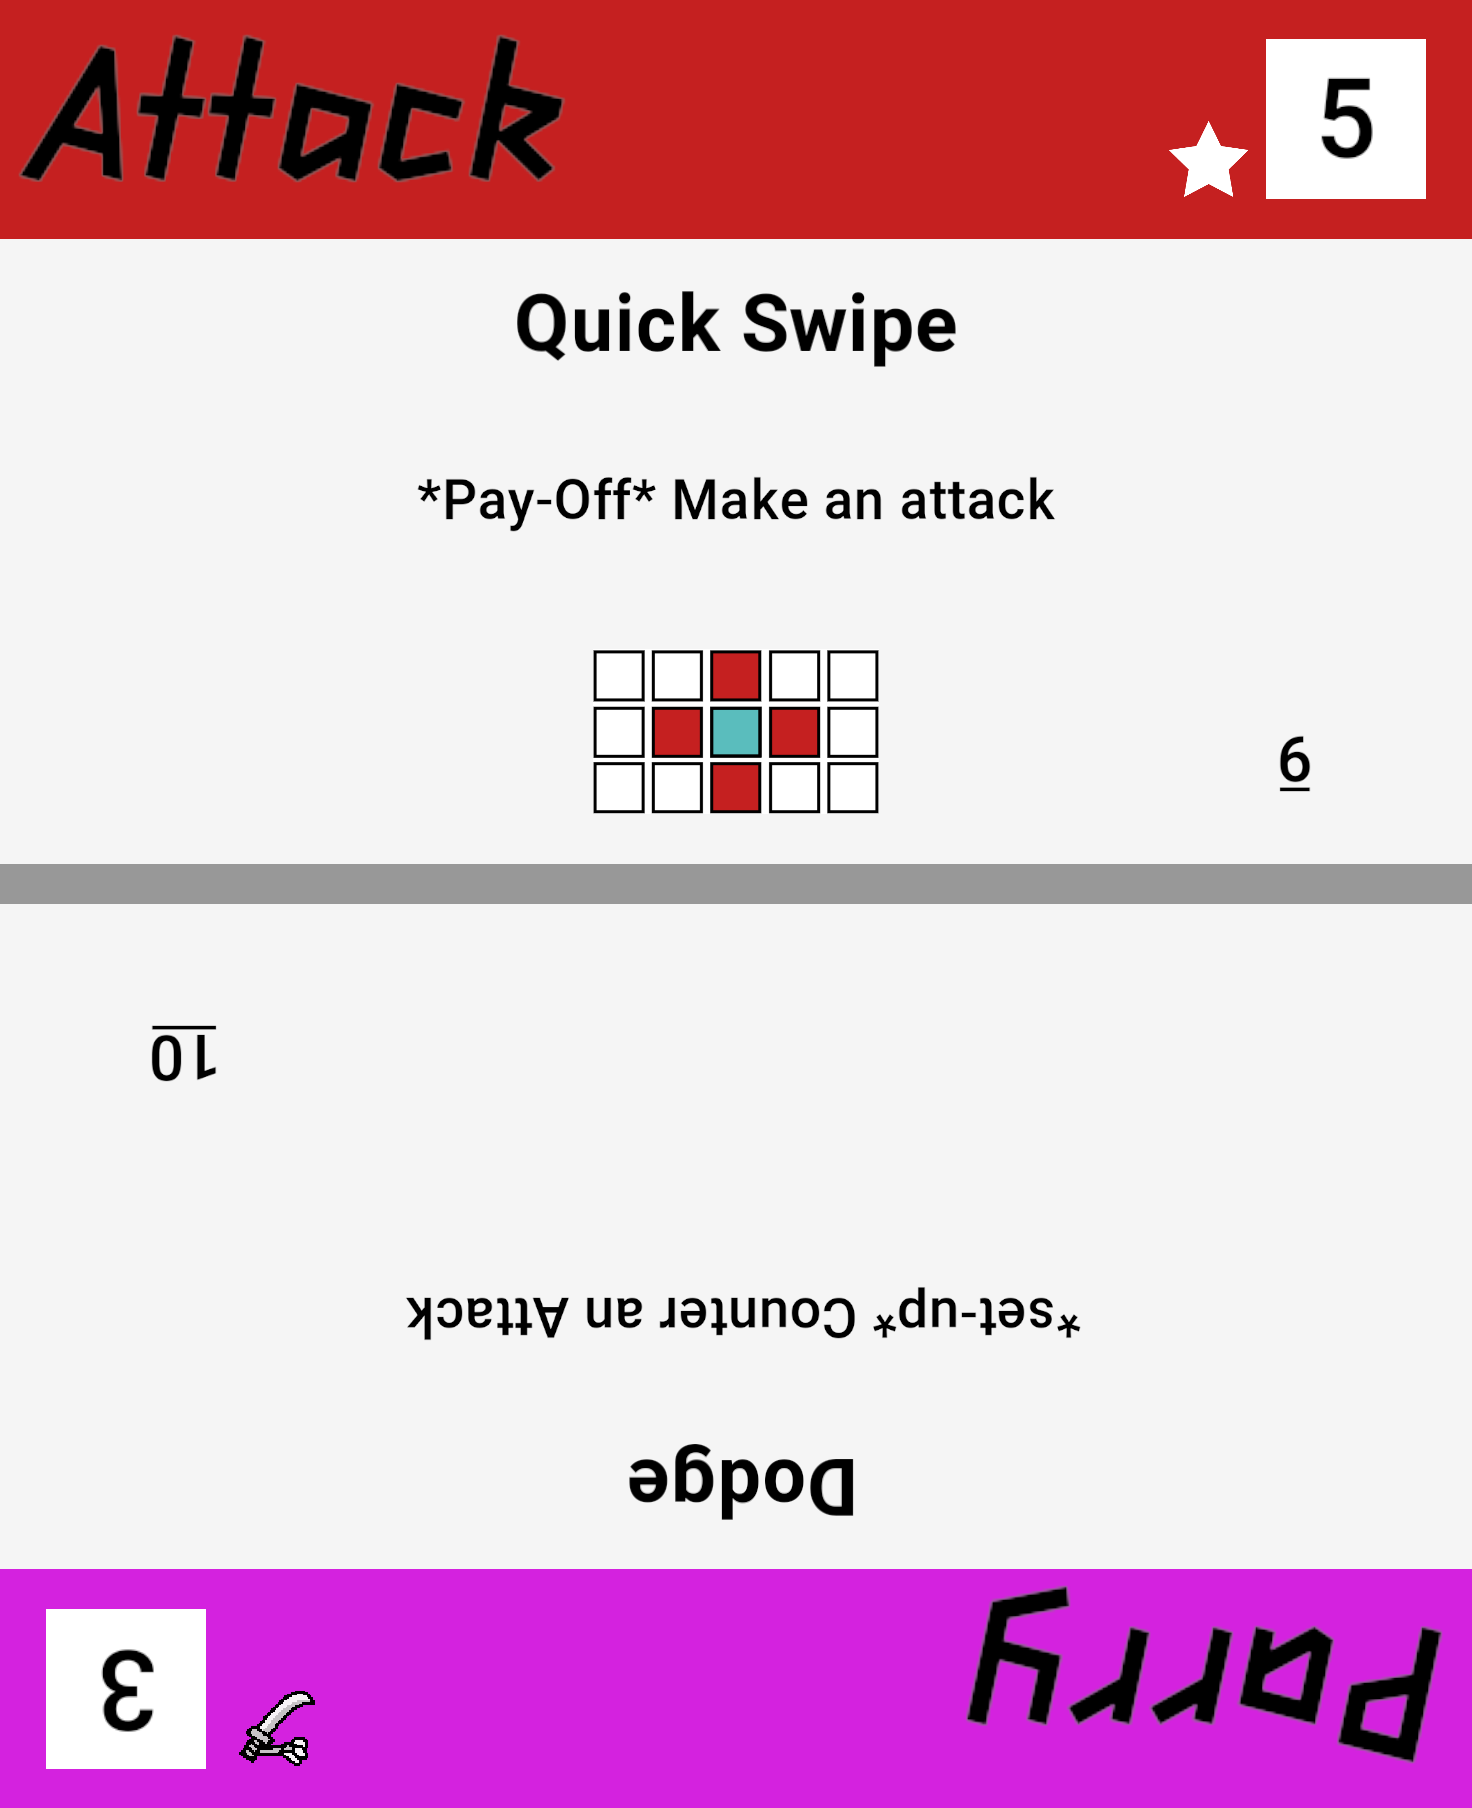 Attack
5
Quick Swipe
*Pay-Off* Make an attack
6
Parry
3
Dodge
*set-up* Counter an Attack
10